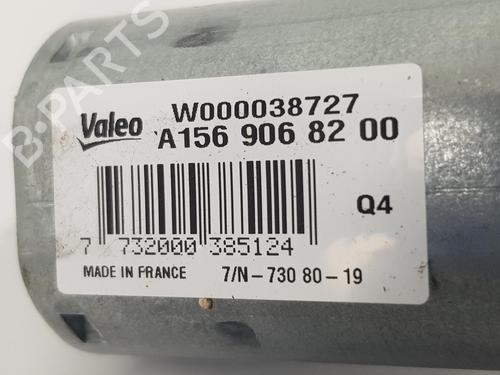 B-PARTS
Valeo
W000038727
A156 906 82 00
Q4
7 732000 385124
MADE IN FRANCE
7/N-730 80-19